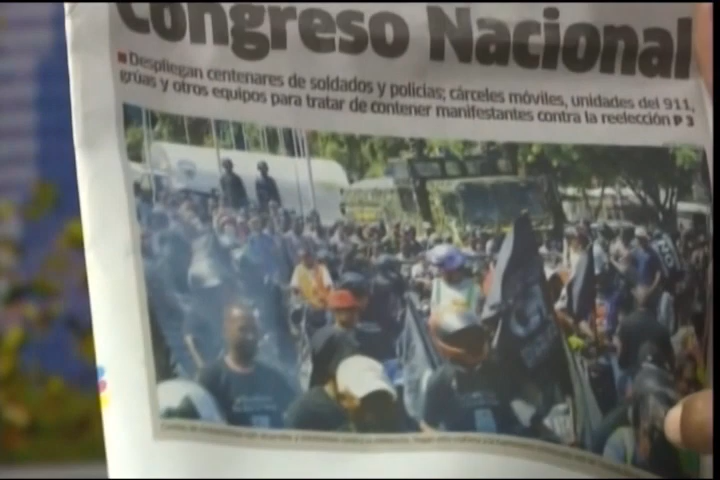 Congreso Nacional
■Despliegan centenares de soldados y policías; cárceles móviles, unidades del 911,
grúas y otros equipos para tratar de contener manifestantes contra la reelección P 3